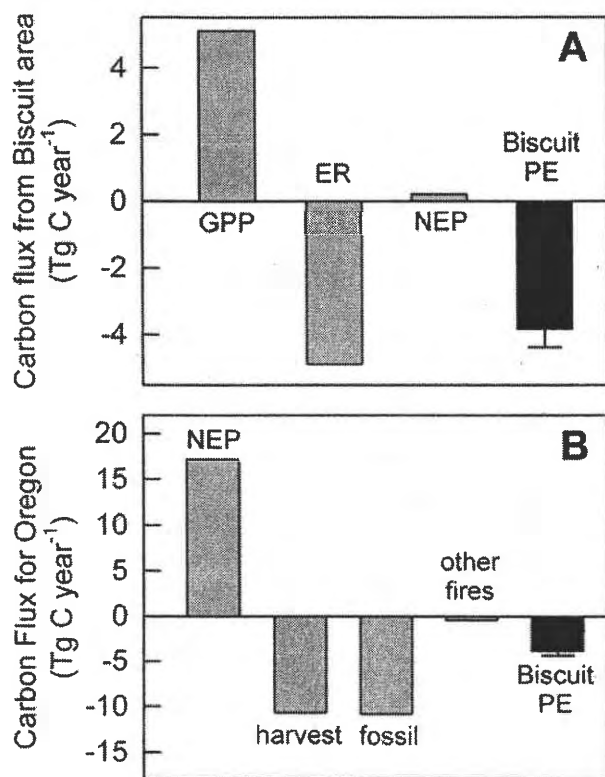 A
Carbon flux from Biscuit area
(Tg C year-1)
4
2
0
-2
-4
GPP
ER
NEP
Biscuit
PE
B
Carbon Flux for Oregon
(Tg C year-1)
20
15
10
5
0
-5
-10
-15
NEP
harvest
fossil
other
fires
Biscuit
PE